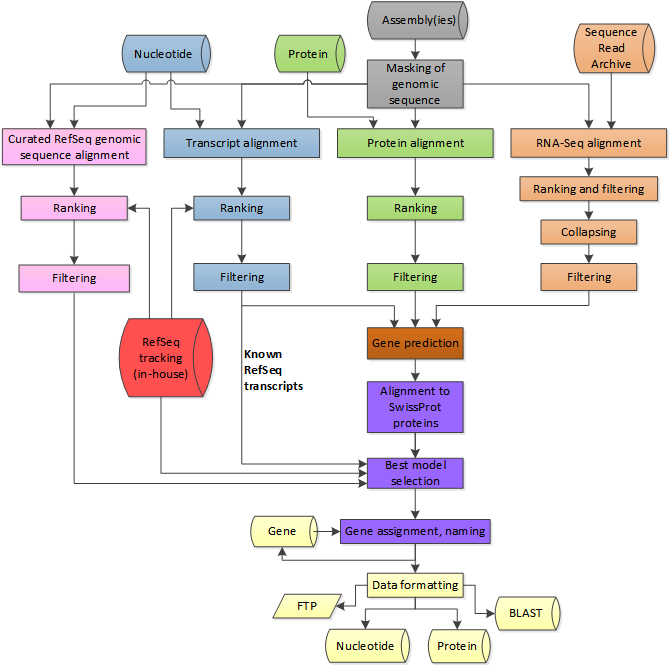 Assembly(ies)
Nucleotide
Protein
Sequence
Read
Archive
Masking of
genomic
sequence
Curated RefSeq genomic
sequence alignment
Transcript alignment
Protein alignment
RNA-Seq alignment
Ranking
Ranking
Ranking
Ranking and filtering
Collapsing
Filtering
Filtering
Filtering
Filtering
RefSeq
tracking
(in-house)
Known
RefSeq
transcripts
Gene prediction
Alignment to
SwissProt
proteins
Best model
selection
Gene
Gene assignment, naming
Data formatting
FTP
BLAST
Nucleotide
Protein